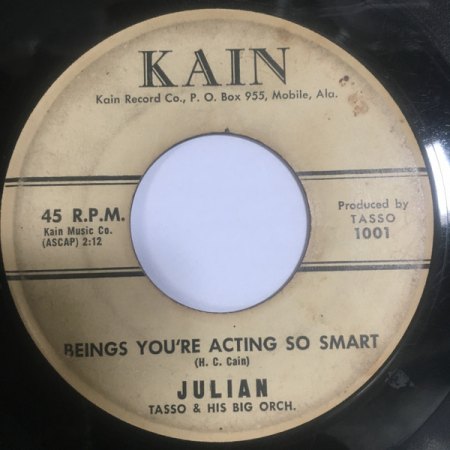 KAIN
Kain Record Co., P. O. Box 955, Mobile, Ala.
45 R.P.M.
Kain Music Co.
(ASCAP) 2:12
Produced by
TASSO
1001
BEINGS YOU'RE ACTING SO SMART
(H. C. Cain)
JULIAN
TASSO & HIS BIG ORCH.